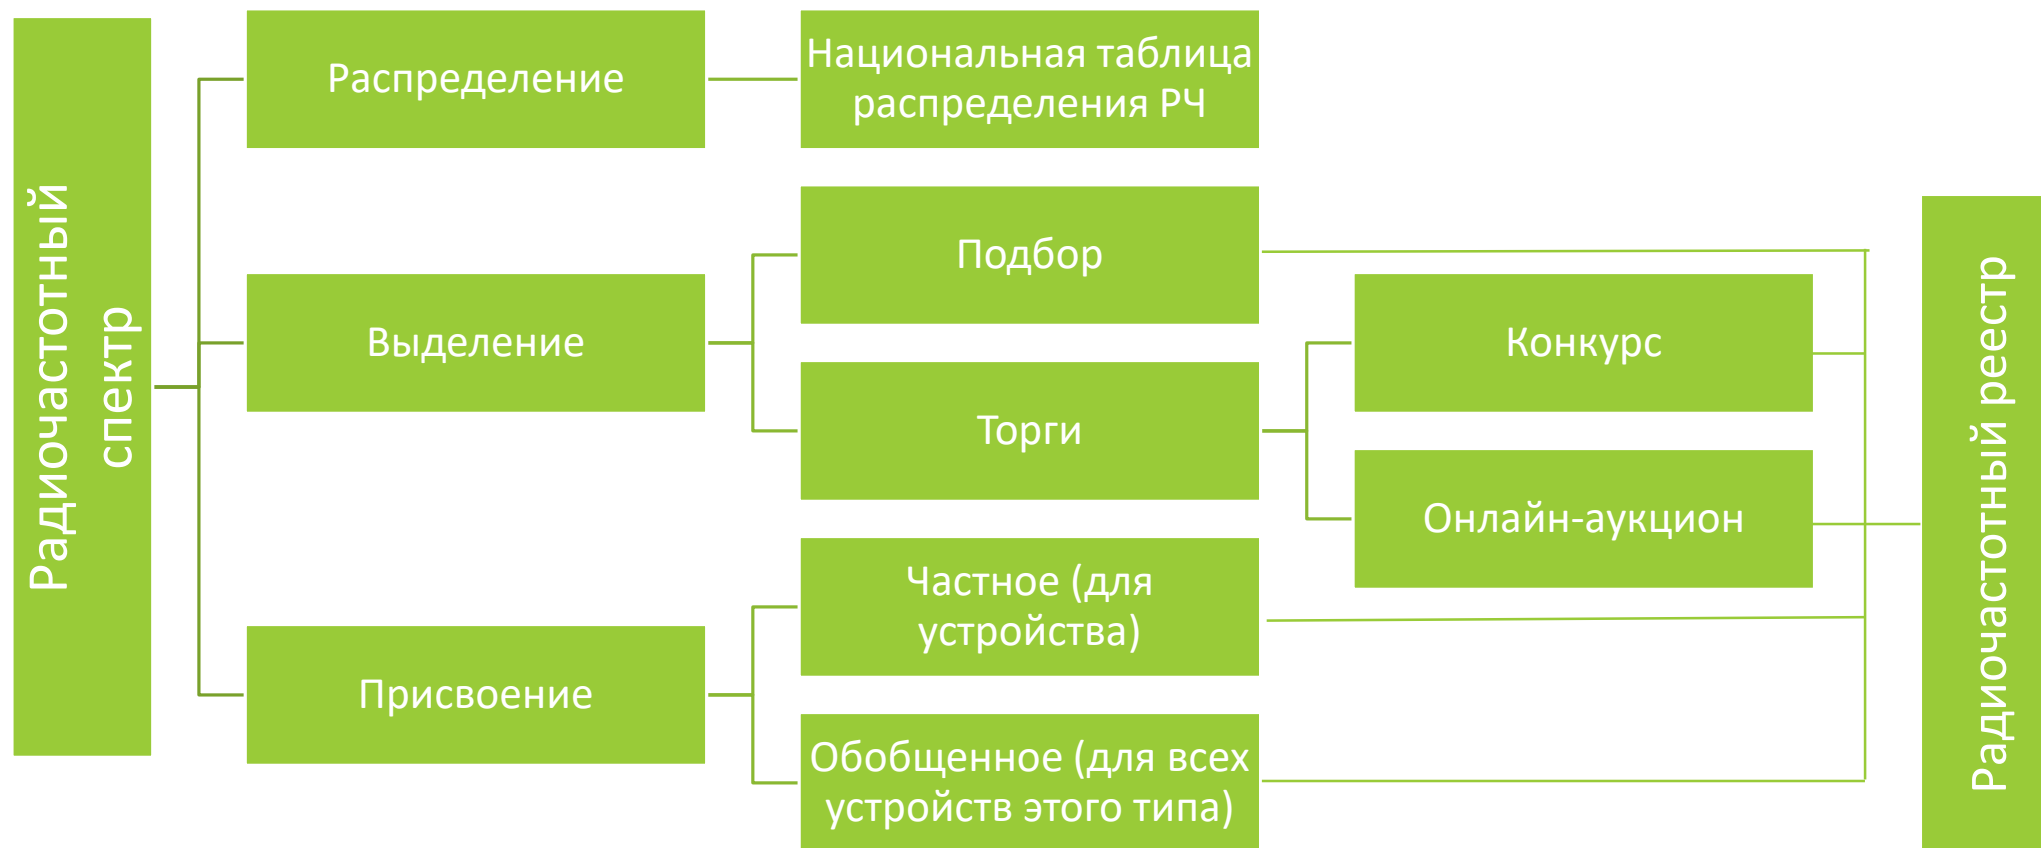 Радиочастотный
спектр
Распределение
Национальная таблица
распределения РЧ
Выделение
Подбор
Торги
Конкурс
Онлайн-аукцион
Присвоение
Частное (для
устройства)
Обобщенное (для всех
устройств этого типа)
Радиочастотный реестр